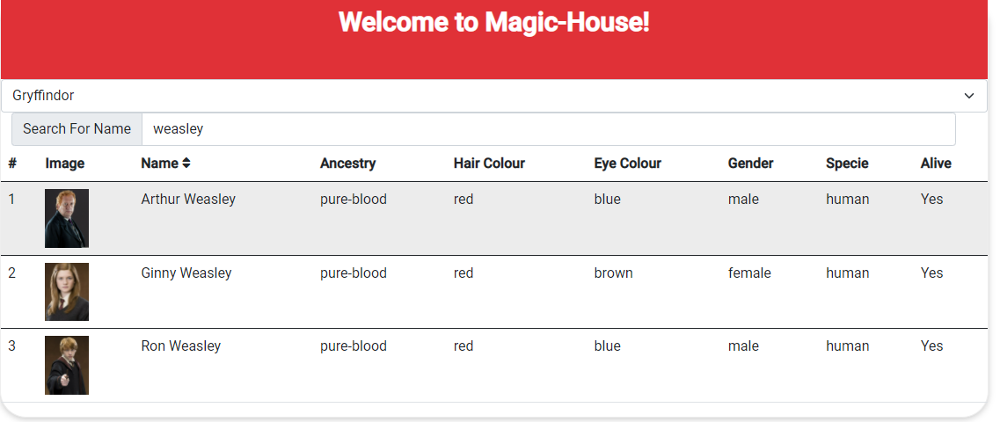 Welcome to Magic-House!
Gryffindor
Search For Name weasley
# Image Name Ancestry Hair Colour Eye Colour Gender Specie Alive
1 Arthur Weasley pure-blood red blue male human Yes
2 Ginny Weasley pure-blood red brown female human Yes
3 Ron Weasley pure-blood red blue male human Yes